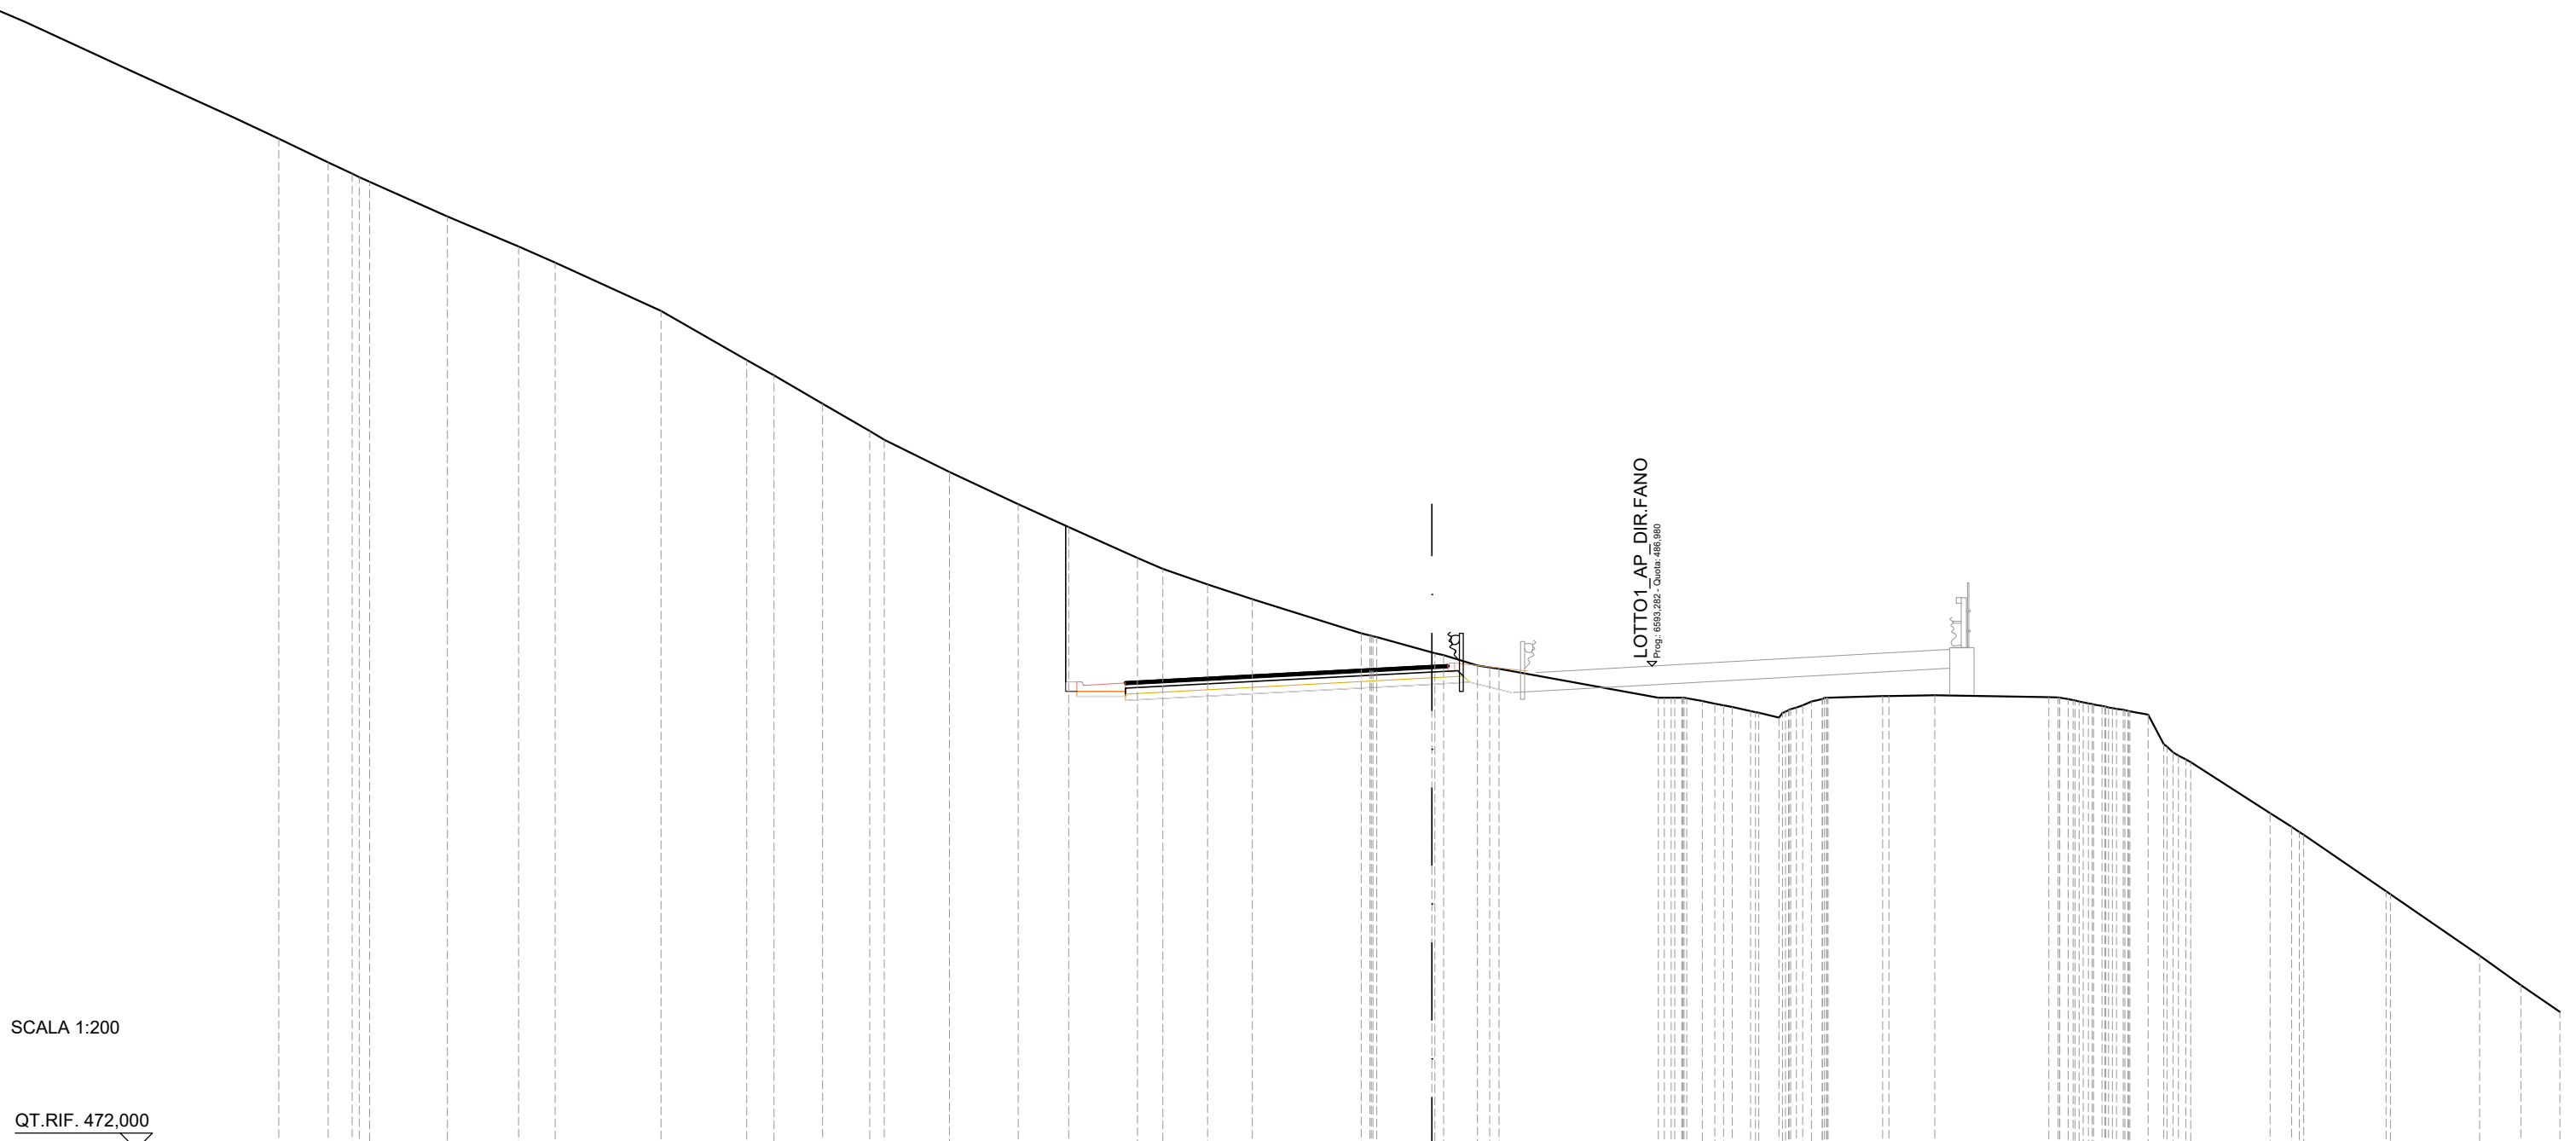 LOTTO1_AP_DIR.FANO
Prog.: 6593.282 - Quota: 486.980
SCALA 1:200
QT.RIF. 472,000